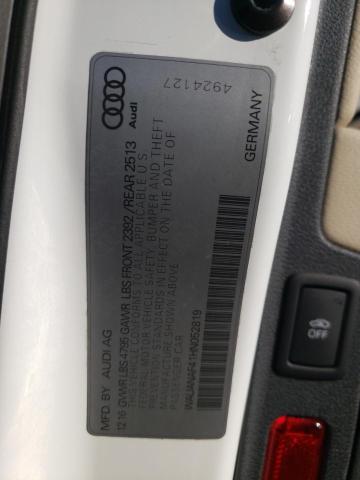 MFD. BY AUDI AG
Audi
4924127
12.16 GVWR LBS 4795 GAWR LBS FRONT 2392 / REAR 2513
GERMANY
THIS VEHICLE CONFORMS TO ALL APPLICABLE U S
FEDERAL MOTOR VEHICLE SAFETY, BUMPER AND THEFT
PREVENTION STANDARDS IN EFFECT ON THE DATE OF
MANUFACTURE SHOWN ABOVE
PASSENGER CAR
WAUANAF41HN052819
OFF